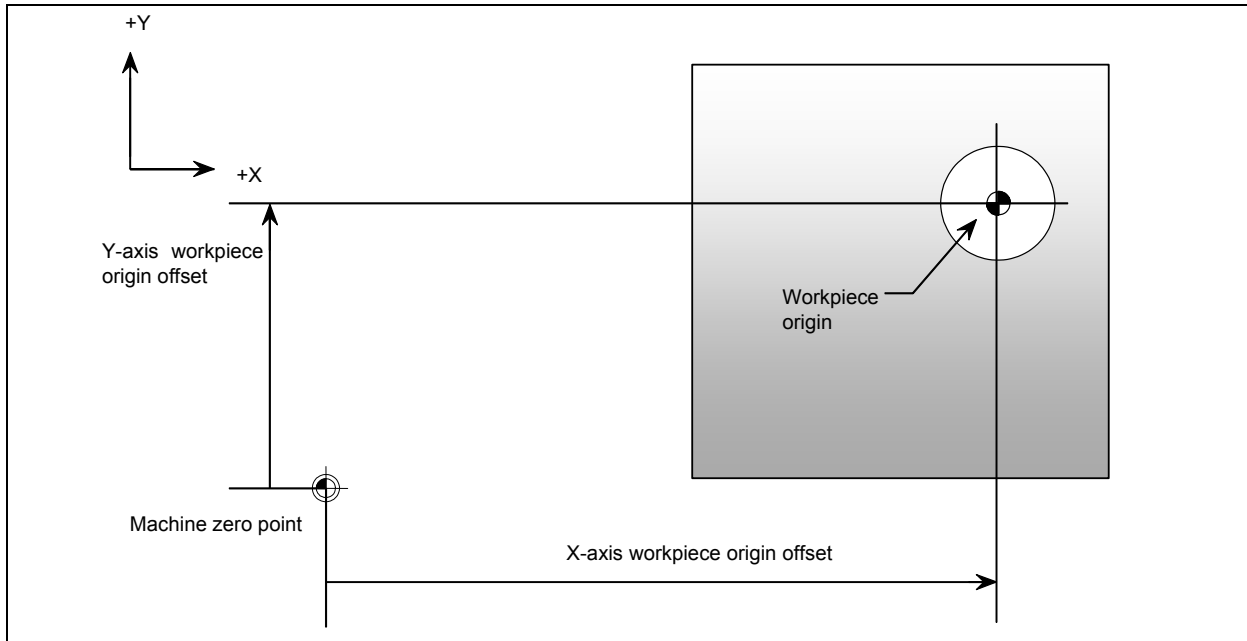 +Y
+X
Y-axis workpiece
origin offset
Workpiece
origin
Machine zero point
X-axis workpiece origin offset